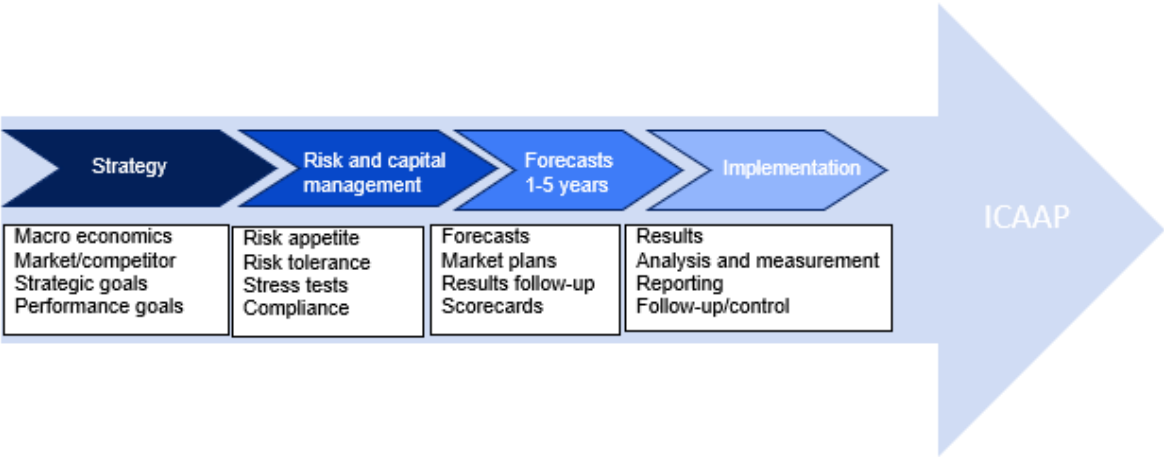 Strategy
Risk and capital
management
Forecasts
1-5 years
Implementation
ICAAP
Macro economics
Market/competitor
Strategic goals
Performance goals
Risk appetite
Risk tolerance
Stress tests
Compliance
Forecasts
Market plans
Results follow-up
Scorecards
Results
Analysis and measurement
Reporting
Follow-up/control